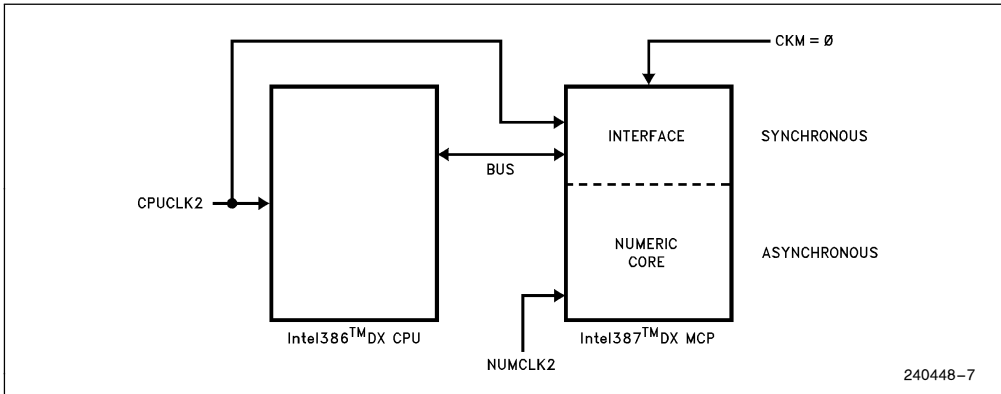 CKM = Ø
INTERFACE
SYNCHRONOUS
BUS
CPUCLK2
NUMERIC
CORE
ASYNCHRONOUS
Intel386™DX CPU
Intel387™DX MCP
NUMCLK2
240448–7